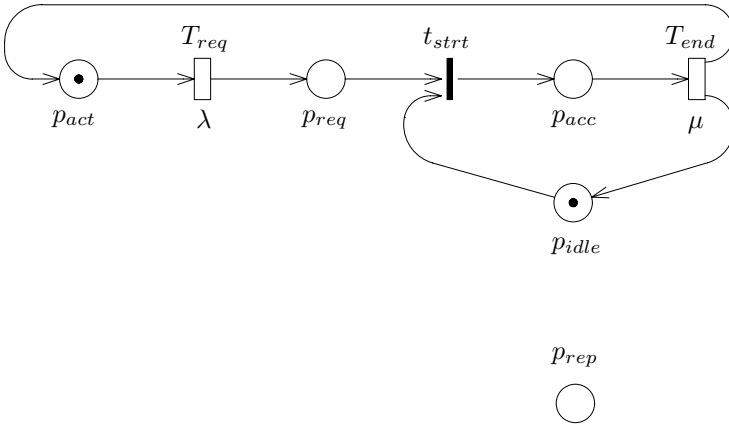 T_req t_strt T_end
p_act λ p_req p_acc μ
p_idle
p_rep